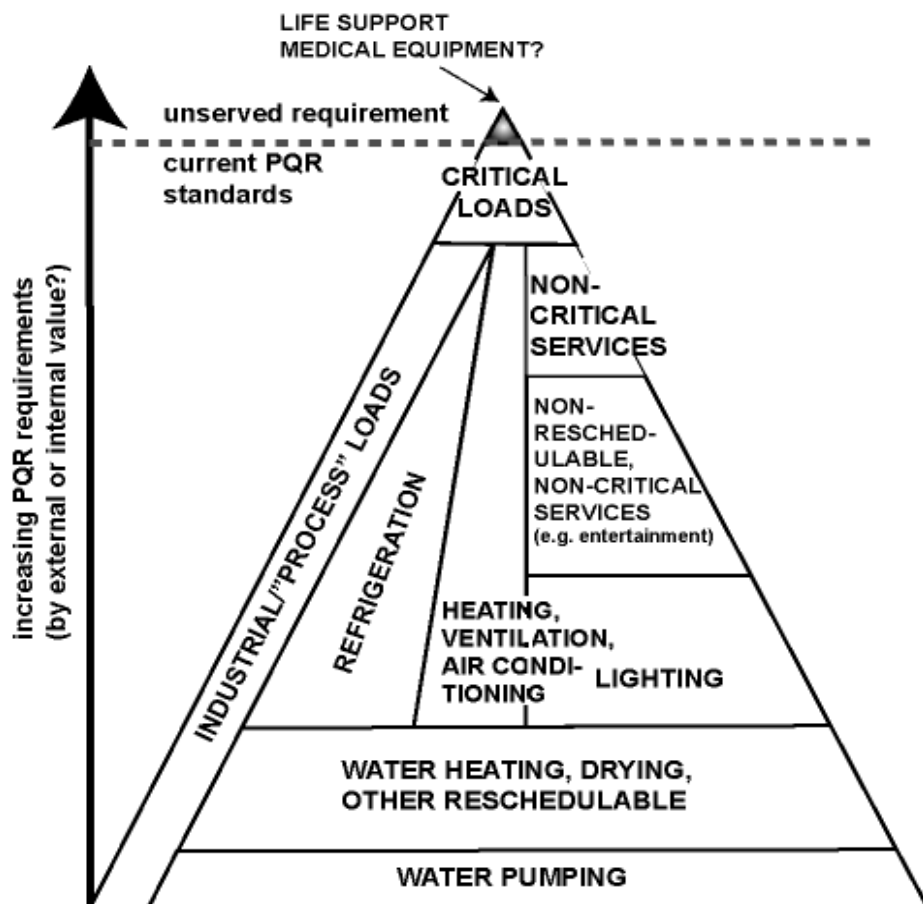 LIFE SUPPORT
MEDICAL EQUIPMENT?
unserved requirement
current PQR
standards
CRITICAL
LOADS
increasing PQR requirements
(by external or internal value?)
INDUSTRIAL/"PROCESS" LOADS
REFRIGERATION
NON-
CRITICAL
SERVICES
NON-
RESCHED-
ULABLE,
NON-CRITICAL
SERVICES
(e.g. entertainment)
HEATING,
VENTILATION,
AIR CONDI-
TIONING
LIGHTING
WATER HEATING, DRYING,
OTHER RESCHEDULABLE
WATER PUMPING